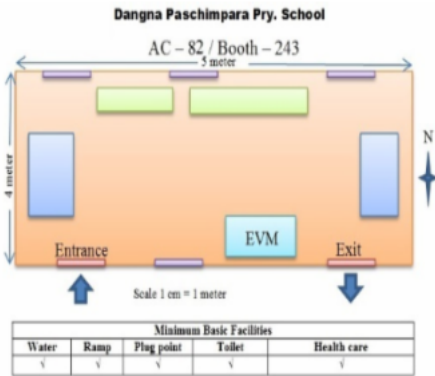 Dangna Paschimpara Pry. School
AC – 82 / Booth – 243
5 meter
4 meter
N
EVM
Entrance
Exit
Scale 1 cm = 1 meter
Minimum Basic Facilities
Water Ramp Plug point Toilet Health care
√ √ √ √ √